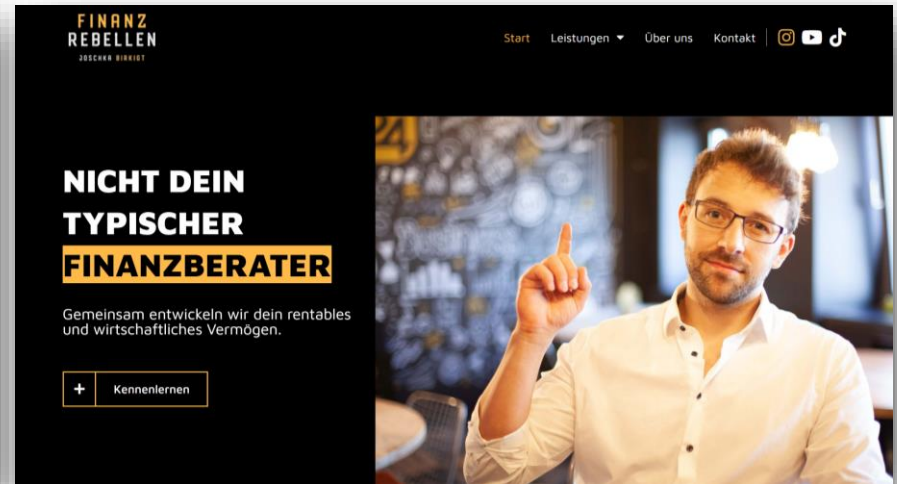 FINANZ
REBELLEN
JOSCHKA BIRKIGT
Start Leistungen Über uns Kontakt
NICHT DEIN
TYPISCHER
FINANZBERATER
Gemeinsam entwickeln wir dein rentables
und wirtschaftliches Vermögen.
+ Kennenlernen
24